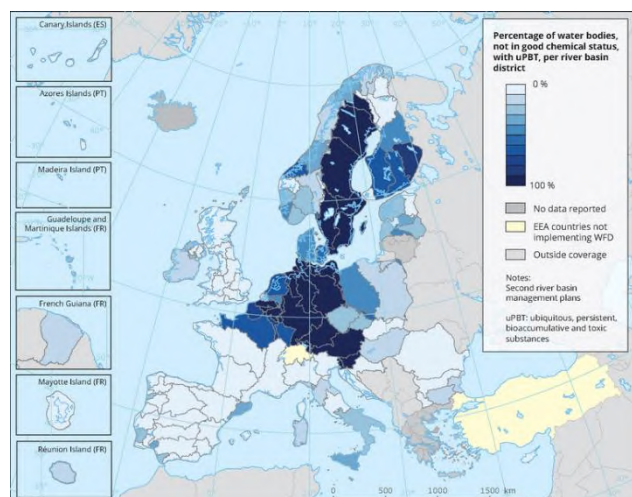 Canary Islands (ES)
Azores Islands (PT)
Madeira Island (PT)
Guadeloupe and
Martinique Islands (FR)
French Guiana (FR)
Mayotte Island (FR)
Réunion Island (FR)
Percentage of water bodies,
not in good chemical status,
with uPBT, per river basin
district
0 %
100 %
No data reported
EEA countries not
implementing WFD
Outside coverage
Notes:
Second river basin
management plans
uPBT: ubiquitous, persistent,
bioaccumulative and toxic
substances
0 500 1000 1500 km